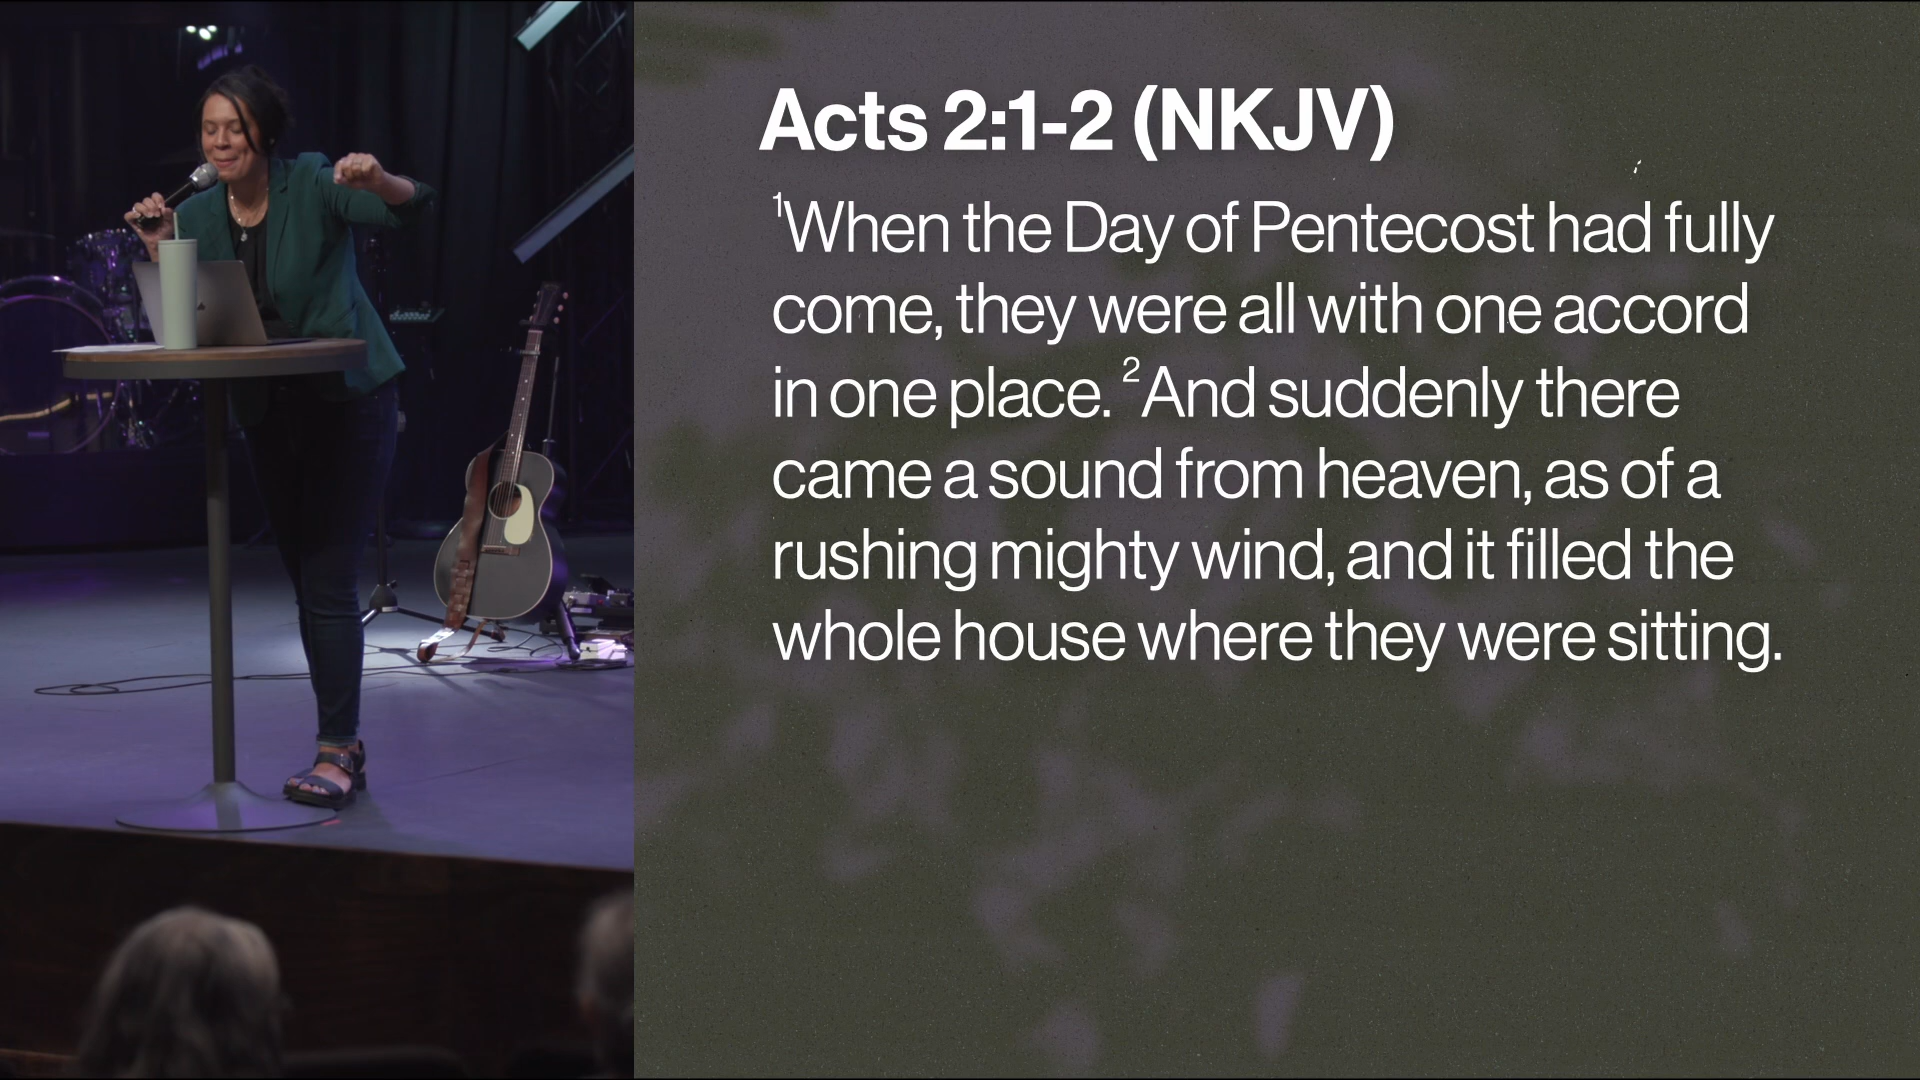 Acts 2:1-2 (NKJV)
¹When the Day of Pentecost had fully
come, they were all with one accord
in one place. ²And suddenly there
came a sound from heaven, as of a
rushing mighty wind, and it filled the
whole house where they were sitting.